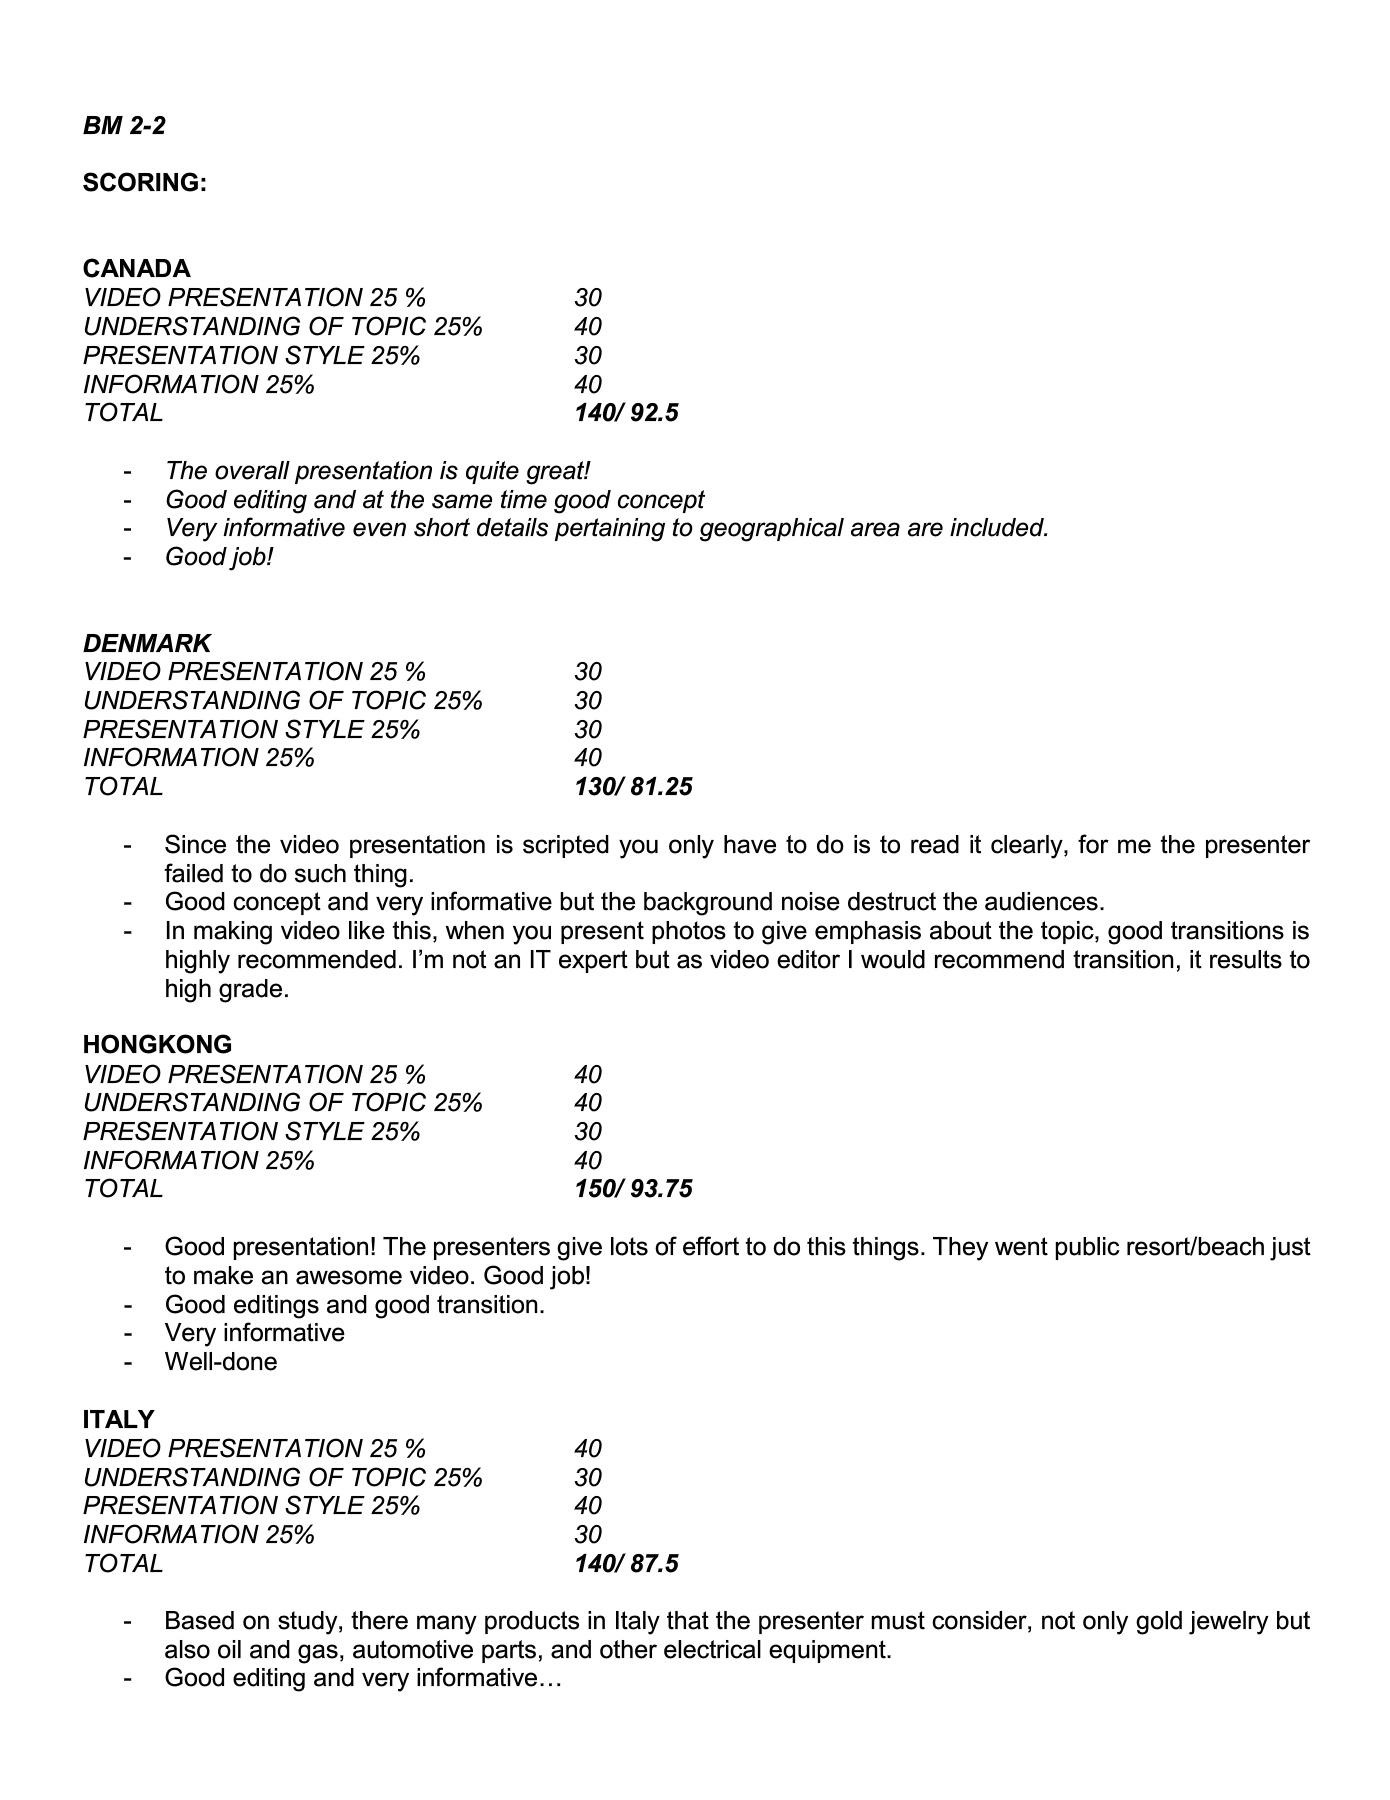 BM 2-2
SCORING:
CANADA
VIDEO PRESENTATION 25 % 30
UNDERSTANDING OF TOPIC 25% 40
PRESENTATION STYLE 25% 30
INFORMATION 25% 40
TOTAL 140/ 92.5
- The overall presentation is quite great!
- Good editing and at the same time good concept
- Very informative even short details pertaining to geographical area are included.
- Good job!
DENMARK
VIDEO PRESENTATION 25 % 30
UNDERSTANDING OF TOPIC 25% 30
PRESENTATION STYLE 25% 30
INFORMATION 25% 40
TOTAL 130/ 81.25
- Since the video presentation is scripted you only have to do is to read it clearly, for me the presenter
failed to do such thing.
- Good concept and very informative but the background noise destruct the audiences.
- In making video like this, when you present photos to give emphasis about the topic, good transitions is
highly recommended. I’m not an IT expert but as video editor I would recommend transition, it results to
high grade.
HONGKONG
VIDEO PRESENTATION 25 % 40
UNDERSTANDING OF TOPIC 25% 40
PRESENTATION STYLE 25% 30
INFORMATION 25% 40
TOTAL 150/ 93.75
- Good presentation! The presenters give lots of effort to do this things. They went public resort/beach just
to make an awesome video. Good job!
- Good editings and good transition.
- Very informative
- Well-done
ITALY
VIDEO PRESENTATION 25 % 40
UNDERSTANDING OF TOPIC 25% 30
PRESENTATION STYLE 25% 40
INFORMATION 25% 30
TOTAL 140/ 87.5
- Based on study, there many products in Italy that the presenter must consider, not only gold jewelry but
also oil and gas, automotive parts, and other electrical equipment.
- Good editing and very informative…